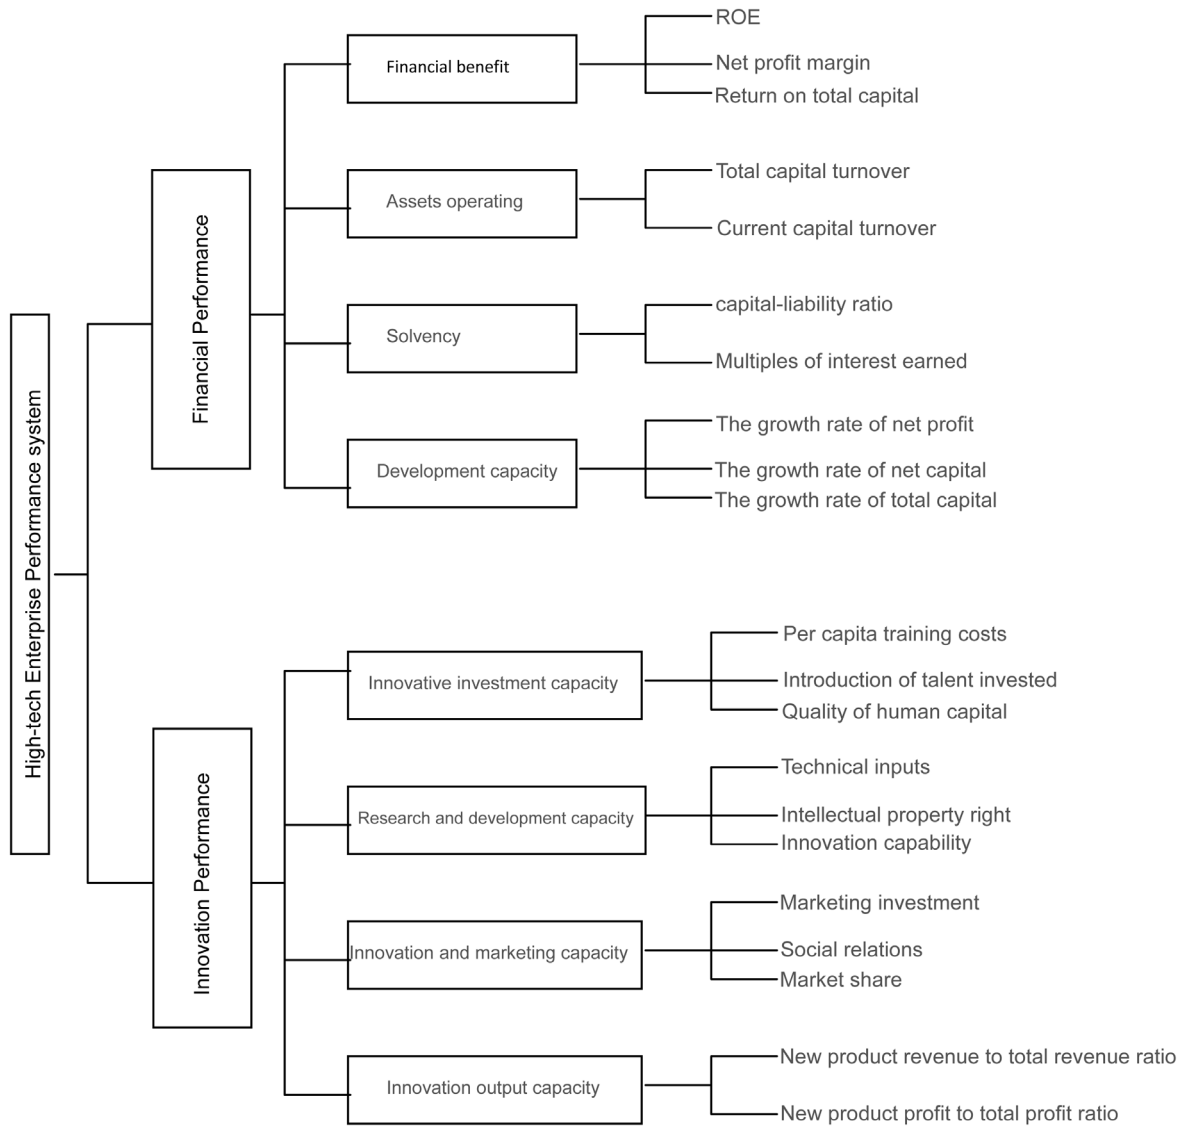 High-tech Enterprise Performance system
Financial Performance
Financial benefit
ROE
Net profit margin
Return on total capital
Assets operating
Total capital turnover
Current capital turnover
Solvency
capital-liability ratio
Multiples of interest earned
Development capacity
The growth rate of net profit
The growth rate of net capital
The growth rate of total capital
Innovation Performance
Innovative investment capacity
Per capita training costs
Introduction of talent invested
Quality of human capital
Research and development capacity
Technical inputs
Intellectual property right
Innovation capability
Innovation and marketing capacity
Marketing investment
Social relations
Market share
Innovation output capacity
New product revenue to total revenue ratio
New product profit to total profit ratio